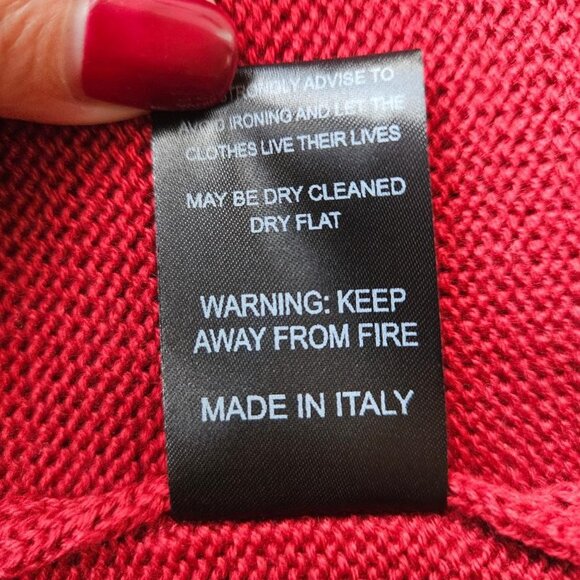 STRONGLY ADVISE TO
AVOID IRONING AND LET THE
CLOTHES LIVE THEIR LIVES
MAY BE DRY CLEANED
DRY FLAT
WARNING: KEEP
AWAY FROM FIRE
MADE IN ITALY